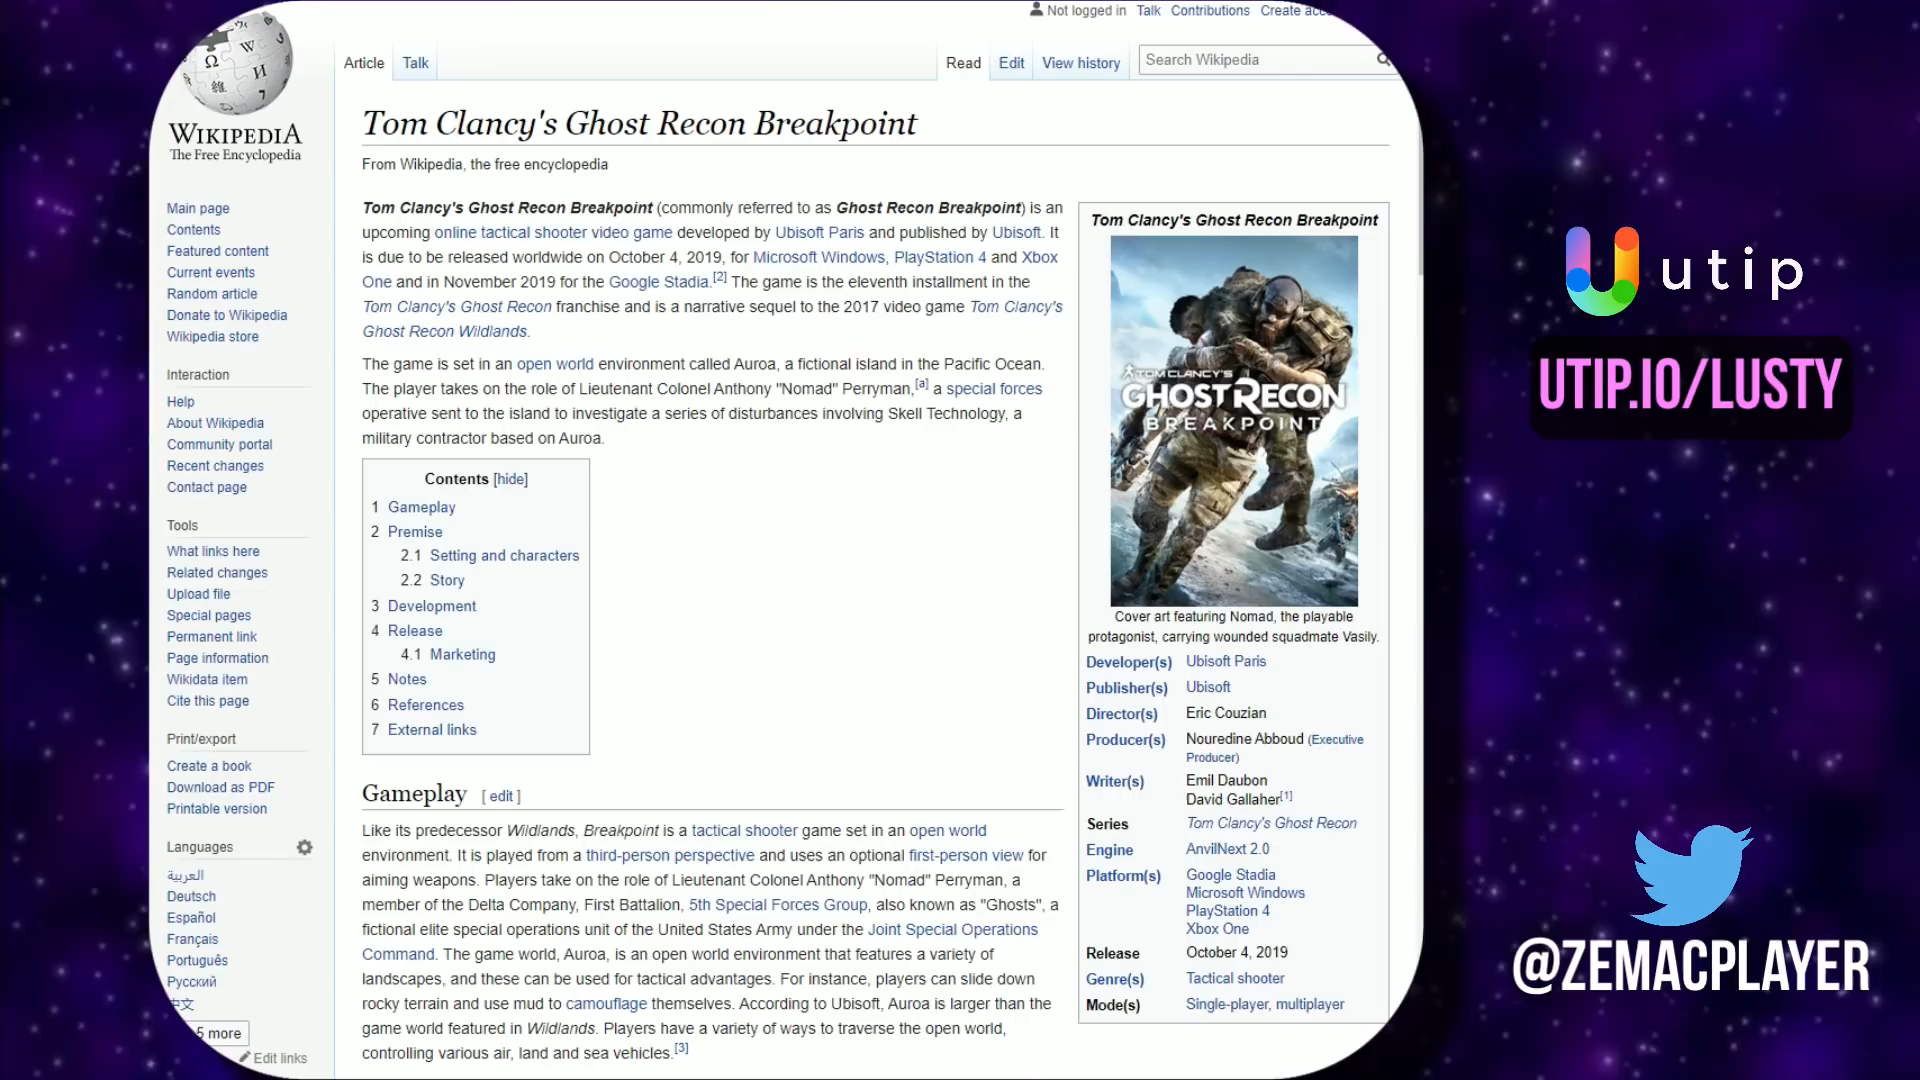 Not logged in Talk Contributions Create acc
Article Talk Read Edit View history Search Wikipedia
WIKIPEDIA
The Free Encyclopedia
Main page
Contents
Featured content
Current events
Random article
Donate to Wikipedia
Wikipedia store
Interaction
Help
About Wikipedia
Community portal
Recent changes
Contact page
Tools
What links here
Related changes
Upload file
Special pages
Permanent link
Page information
Wikidata item
Cite this page
Print/export
Create a book
Download as PDF
Printable version
Languages
العربية
Deutsch
Español
Français
Português
Русский
中文
5 more
Edit links
Tom Clancy's Ghost Recon Breakpoint
From Wikipedia, the free encyclopedia
Tom Clancy's Ghost Recon Breakpoint (commonly referred to as Ghost Recon Breakpoint) is an
upcoming online tactical shooter video game developed by Ubisoft Paris and published by Ubisoft. It
is due to be released worldwide on October 4, 2019, for Microsoft Windows, PlayStation 4 and Xbox
One and in November 2019 for the Google Stadia.[2] The game is the eleventh installment in the
Tom Clancy's Ghost Recon franchise and is a narrative sequel to the 2017 video game Tom Clancy's
Ghost Recon Wildlands.
The game is set in an open world environment called Auroa, a fictional island in the Pacific Ocean.
The player takes on the role of Lieutenant Colonel Anthony "Nomad" Perryman,[a] a special forces
operative sent to the island to investigate a series of disturbances involving Skell Technology, a
military contractor based on Auroa.
Contents [hide]
1 Gameplay
2 Premise
2.1 Setting and characters
2.2 Story
3 Development
4 Release
4.1 Marketing
5 Notes
6 References
7 External links
Gameplay [ edit ]
Like its predecessor Wildlands, Breakpoint is a tactical shooter game set in an open world
environment. It is played from a third-person perspective and uses an optional first-person view for
aiming weapons. Players take on the role of Lieutenant Colonel Anthony "Nomad" Perryman, a
member of the Delta Company, First Battalion, 5th Special Forces Group, also known as "Ghosts", a
fictional elite special operations unit of the United States Army under the Joint Special Operations
Command. The game world, Auroa, is an open world environment that features a variety of
landscapes, and these can be used for tactical advantages. For instance, players can slide down
rocky terrain and use mud to camouflage themselves. According to Ubisoft, Auroa is larger than the
game world featured in Wildlands. Players have a variety of ways to traverse the open world,
controlling various air, land and sea vehicles.[3]
Tom Clancy's Ghost Recon Breakpoint
TOM CLANCY'S
GHOST RECON
BREAKPOINT
Cover art featuring Nomad, the playable
protagonist, carrying wounded squadmate Vasily.
Developer(s) Ubisoft Paris
Publisher(s) Ubisoft
Director(s) Eric Couzian
Producer(s) Nouredine Abboud (Executive
Producer)
Writer(s) Emil Daubon
David Gallaher[1]
Series Tom Clancy's Ghost Recon
Engine AnvilNext 2.0
Platform(s) Google Stadia
Microsoft Windows
PlayStation 4
Xbox One
Release October 4, 2019
Genre(s) Tactical shooter
Mode(s) Single-player, multiplayer
utip
UTIP.IO/LUSTY
@ZEMACPLAYER